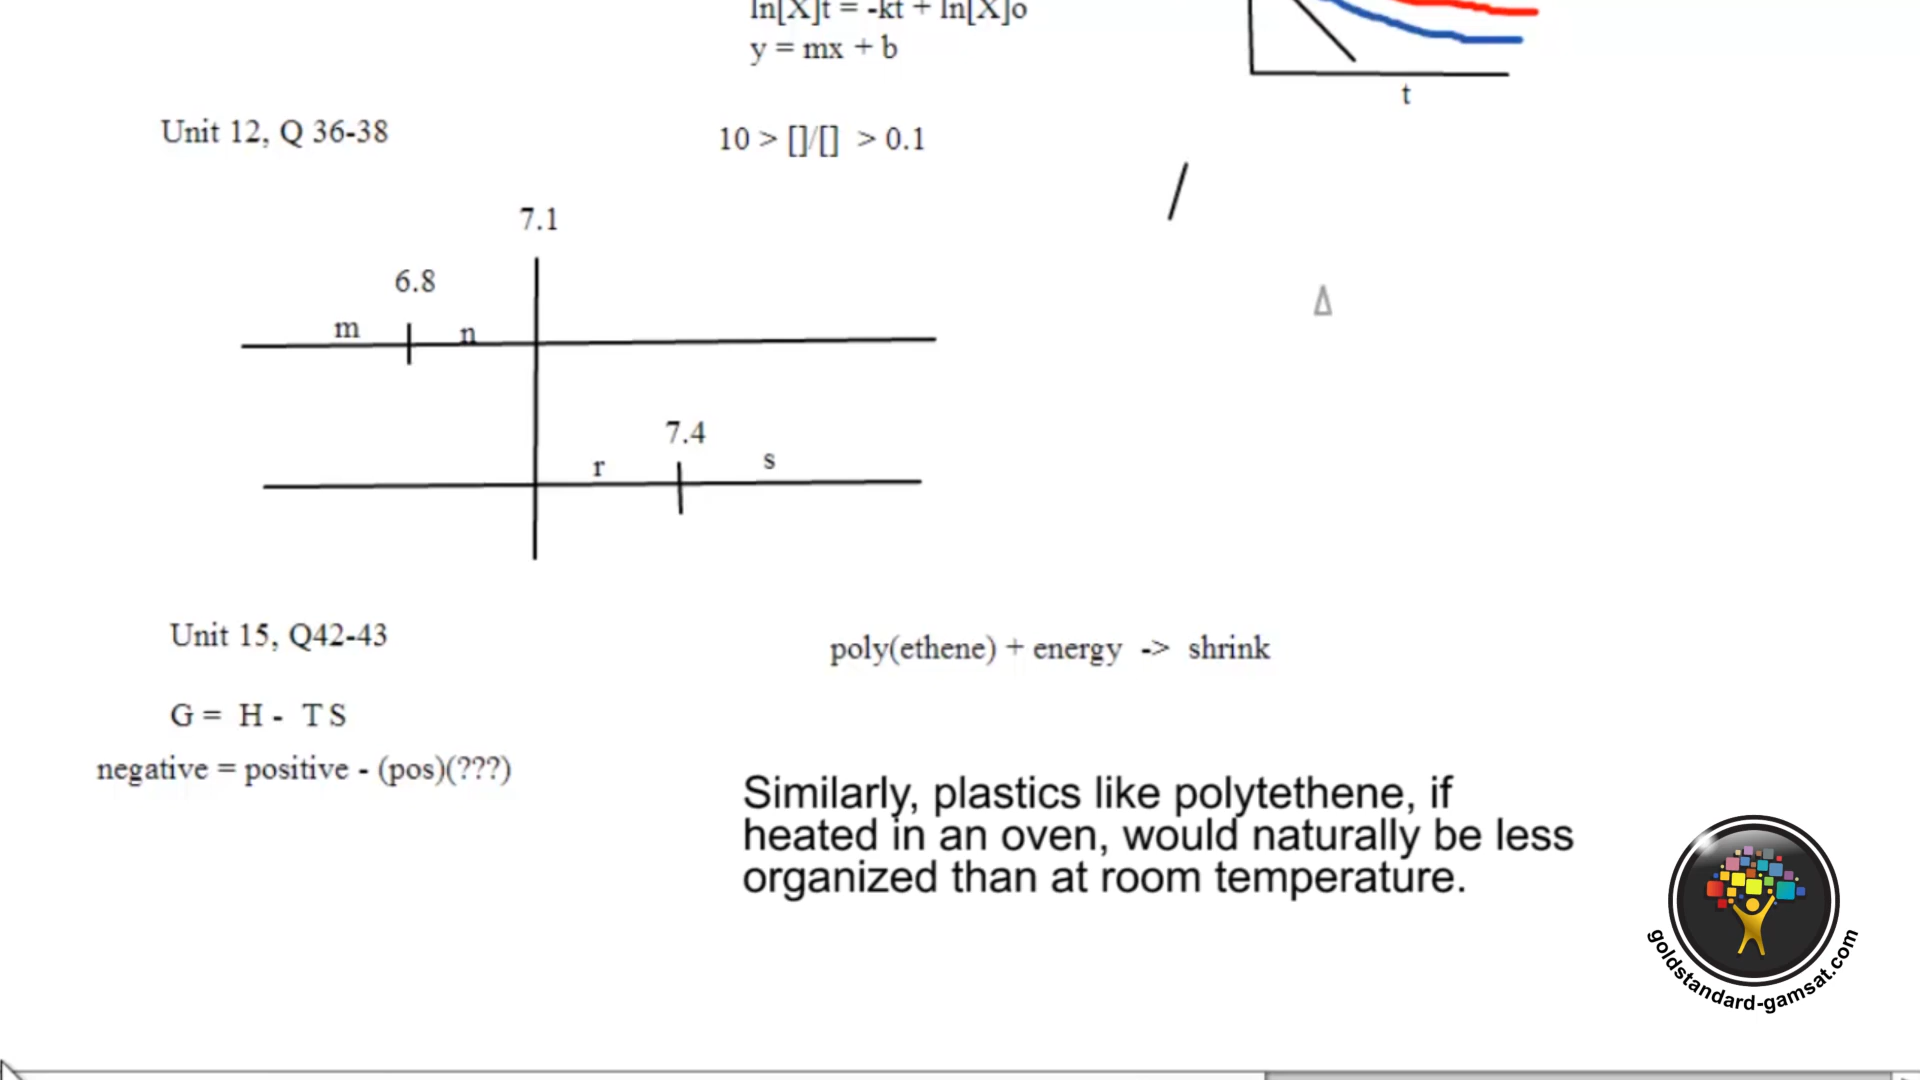 ln[X]t = -kt + ln[X]o
y = mx + b
t
Unit 12, Q 36-38
10 > []/[] > 0.1
/
7.1
6.8
m
n
Δ
7.4
r
s
Unit 15, Q42-43
poly(ethene) + energy -> shrink
G = H - T S
negative = positive - (pos)(???)
Similarly, plastics like polytethene, if
heated in an oven, would naturally be less
organized than at room temperature.
goldstandard-gamsat.com